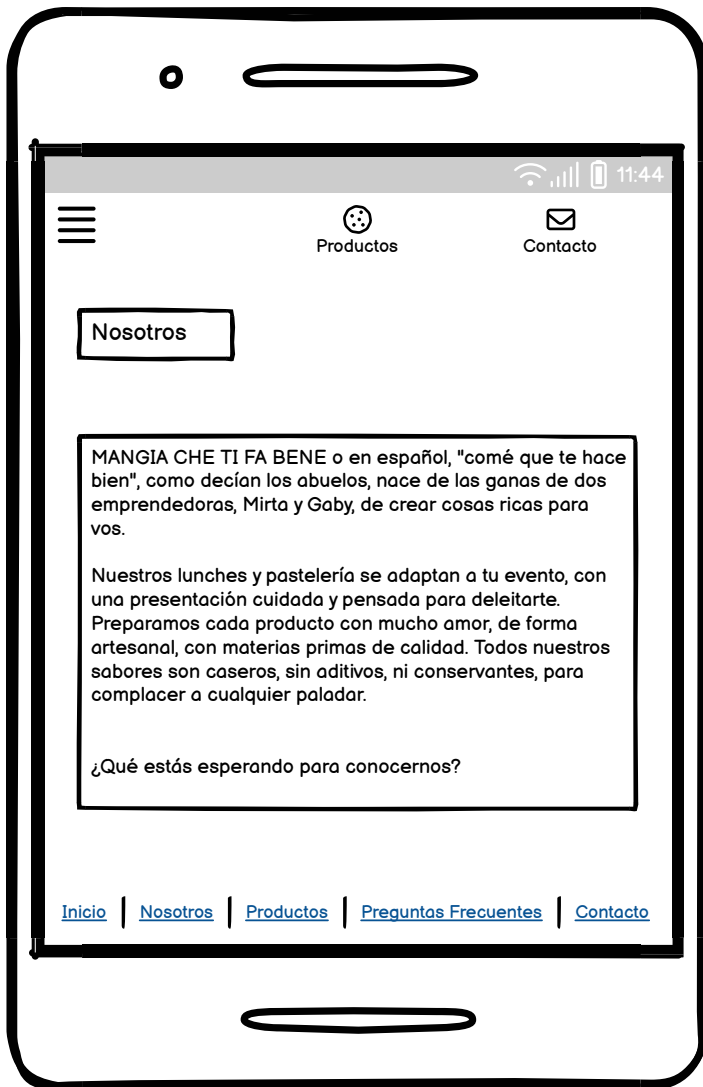 11:44
Productos
Contacto
Nosotros
MANGIA CHE TI FA BENE o en español, "comé que te hace
bien", como decían los abuelos, nace de las ganas de dos
emprendedoras, Mirta y Gaby, de crear cosas ricas para
vos.
Nuestros lunches y pastelería se adaptan a tu evento, con
una presentación cuidada y pensada para deleitarte.
Preparamos cada producto con mucho amor, de forma
artesanal, con materias primas de calidad. Todos nuestros
sabores son caseros, sin aditivos, ni conservantes, para
complacer a cualquier paladar.
¿Qué estás esperando para conocernos?
Inicio | Nosotros | Productos | Preguntas Frecuentes | Contacto